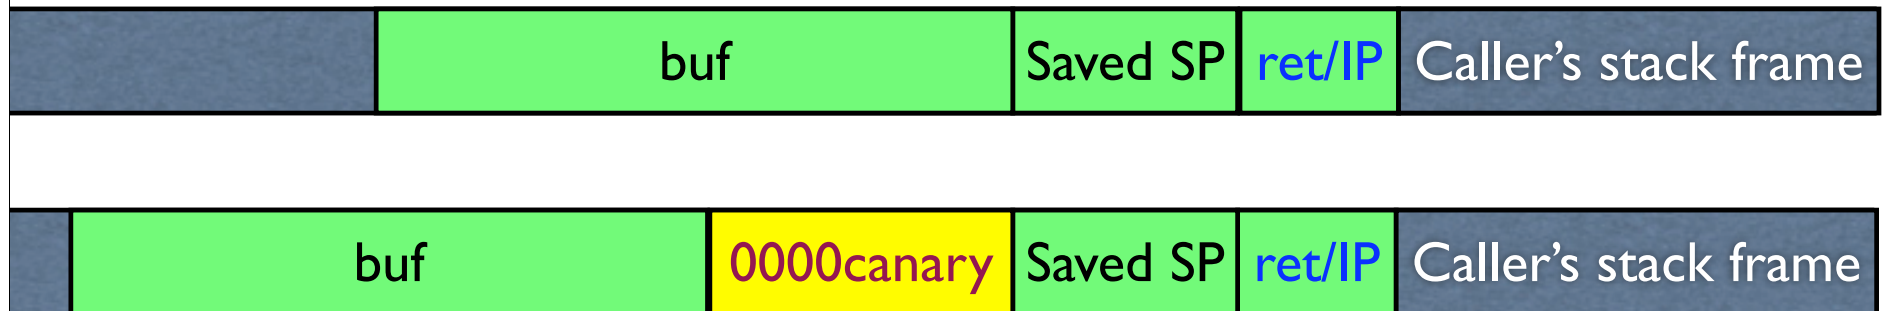 buf Saved SP ret/IP Caller’s stack frame
buf 0000canary Saved SP ret/IP Caller’s stack frame